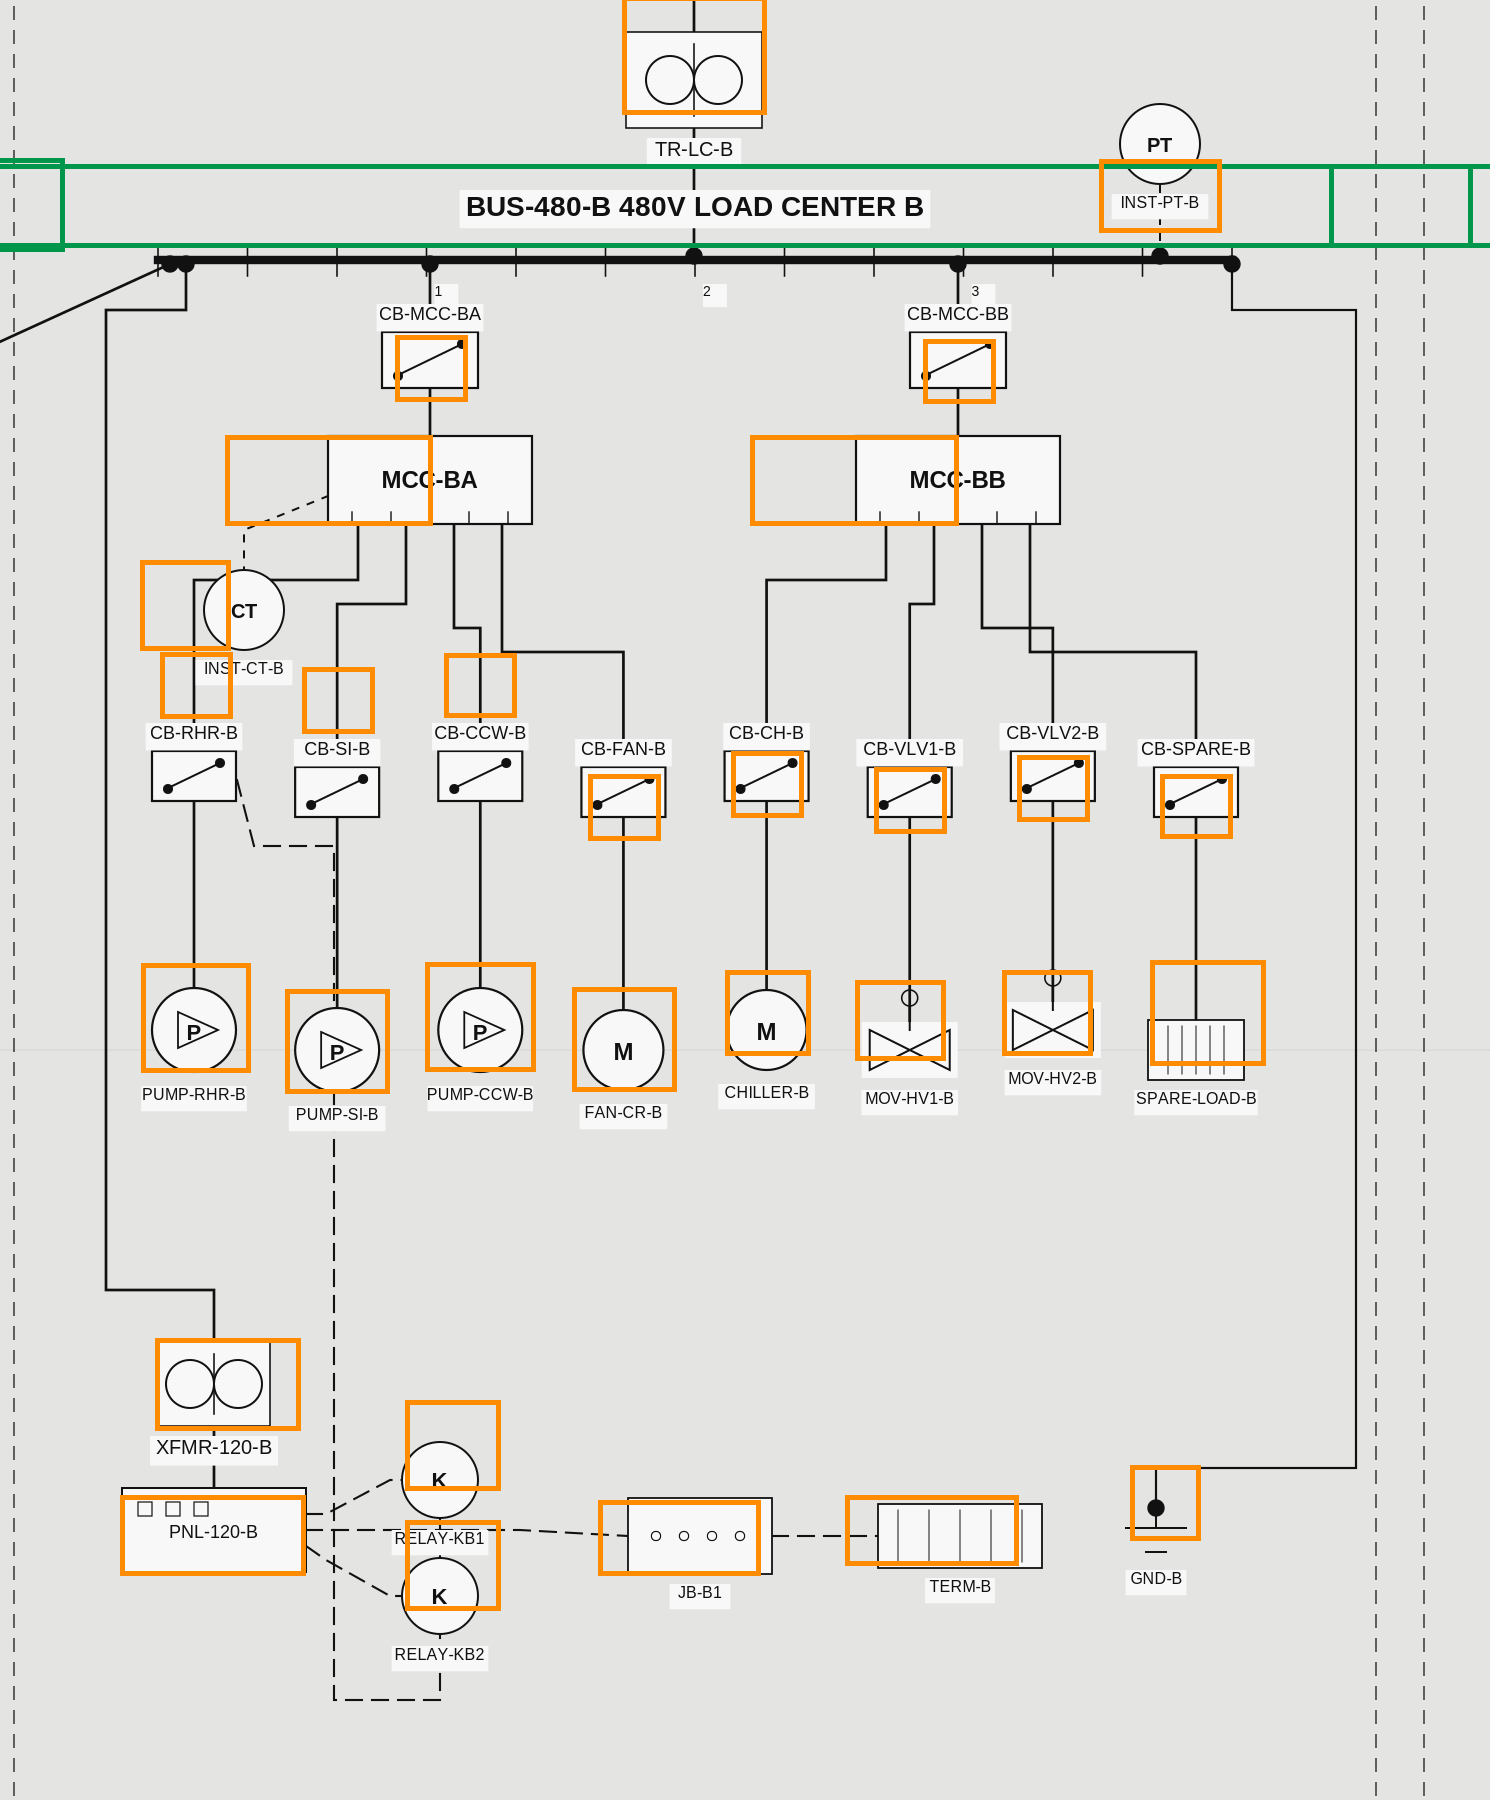 TR-LC-B
PT
INST-PT-B
BUS-480-B 480V LOAD CENTER B
1
2
3
CB-MCC-BA
CB-MCC-BB
MCC-BA
MCC-BB
CT
INST-CT-B
CB-RHR-B
CB-SI-B
CB-CCW-B
CB-FAN-B
CB-CH-B
CB-VLV1-B
CB-VLV2-B
CB-SPARE-B
P
P
P
M
M
PUMP-RHR-B
PUMP-SI-B
PUMP-CCW-B
FAN-CR-B
CHILLER-B
MOV-HV1-B
MOV-HV2-B
SPARE-LOAD-B
XFMR-120-B
PNL-120-B
K
RELAY-KB1
K
RELAY-KB2
JB-B1
TERM-B
GND-B